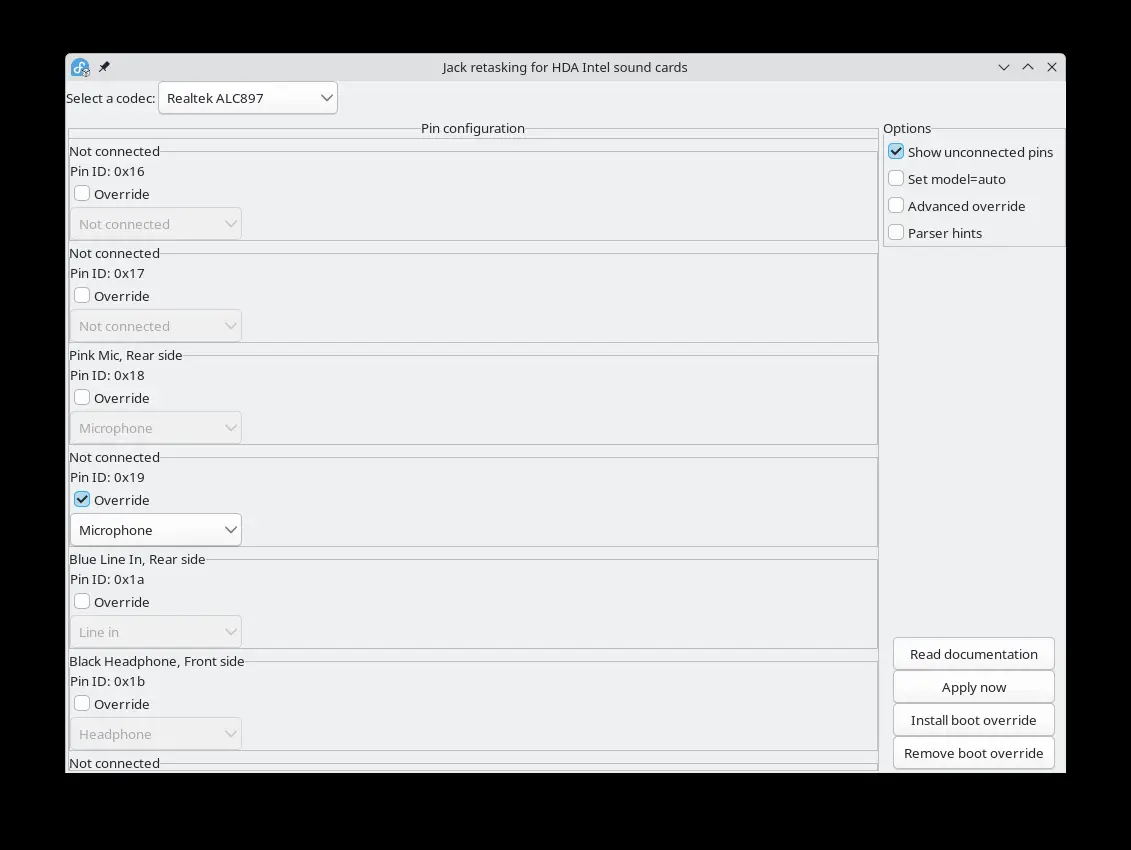 Jack retasking for HDA Intel sound cards
Select a codec: Realtek ALC897
Pin configuration
Not connected
Pin ID: 0x16
Override
Not connected
Not connected
Pin ID: 0x17
Override
Not connected
Pink Mic, Rear side
Pin ID: 0x18
Override
Microphone
Not connected
Pin ID: 0x19
Override
Microphone
Blue Line In, Rear side
Pin ID: 0x1a
Override
Line in
Black Headphone, Front side
Pin ID: 0x1b
Override
Headphone
Not connected
Options
Show unconnected pins
Set model=auto
Advanced override
Parser hints
Read documentation
Apply now
Install boot override
Remove boot override